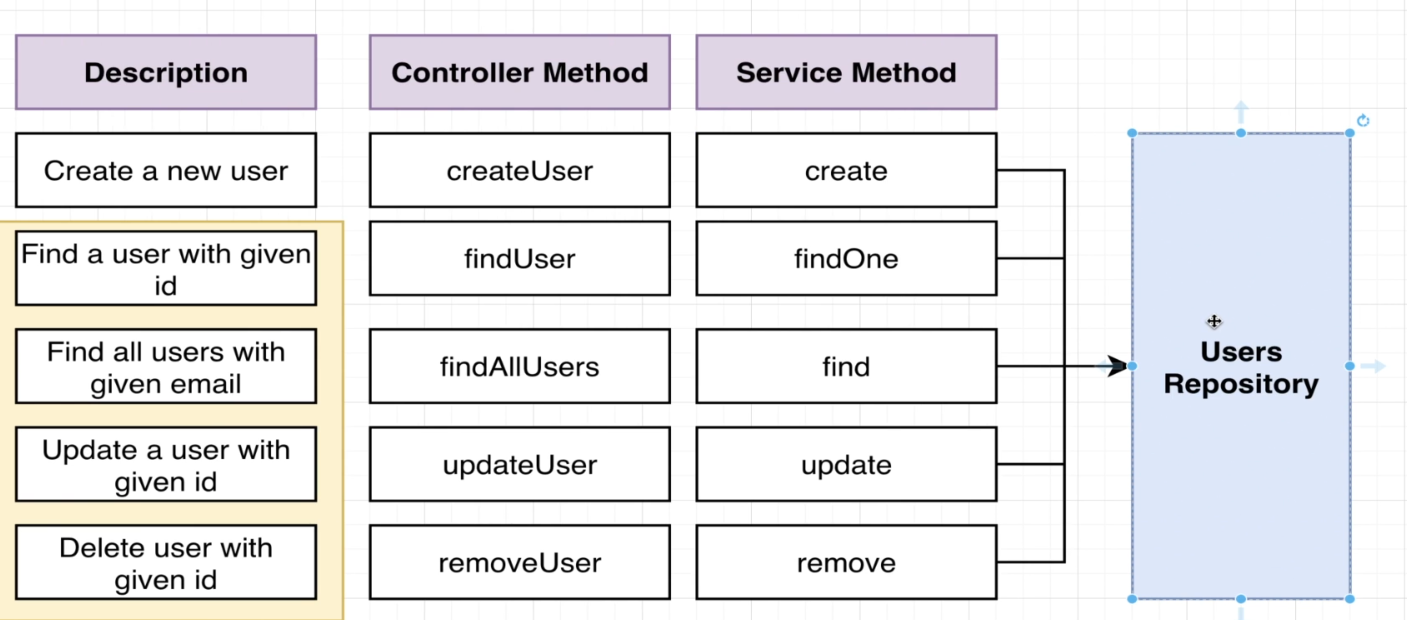 Description
Controller Method
Service Method
Create a new user
createUser
create
Find a user with given
id
findUser
findOne
Find all users with
given email
findAllUsers
find
Users
Repository
Update a user with
given id
updateUser
update
Delete user with
given id
removeUser
remove